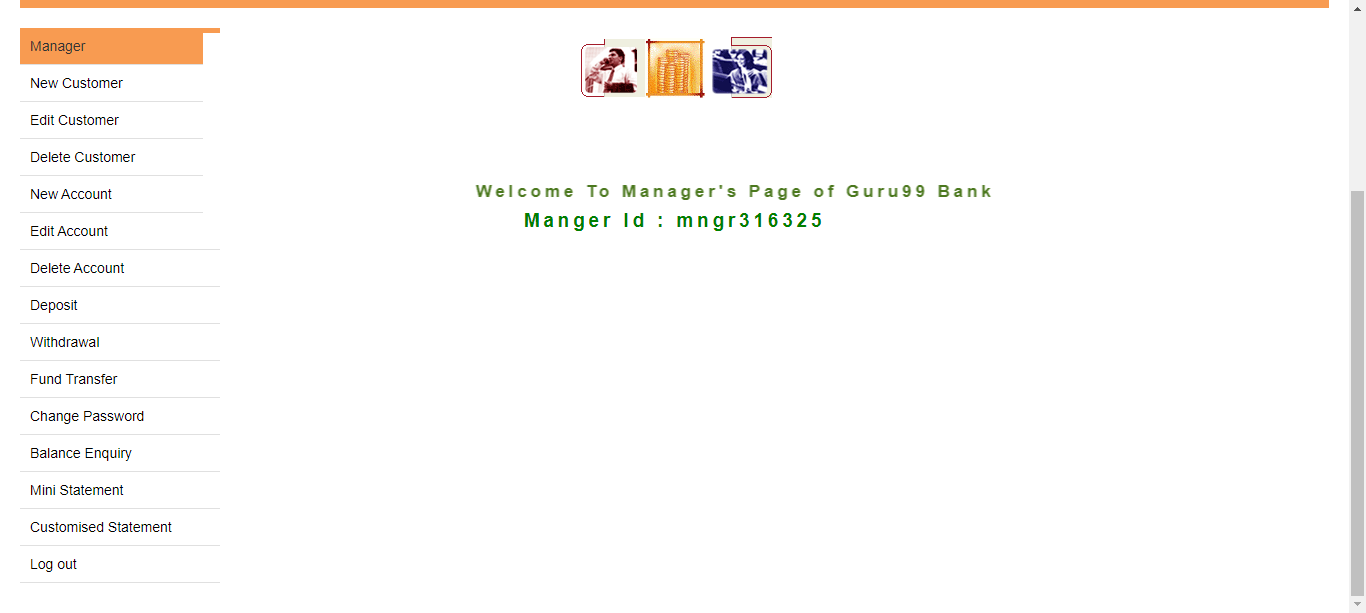 Manager
New Customer
Edit Customer
Delete Customer
New Account
Edit Account
Delete Account
Deposit
Withdrawal
Fund Transfer
Change Password
Balance Enquiry
Mini Statement
Customised Statement
Log out
Welcome To Manager's Page of Guru99 Bank
Manger Id : mngr316325